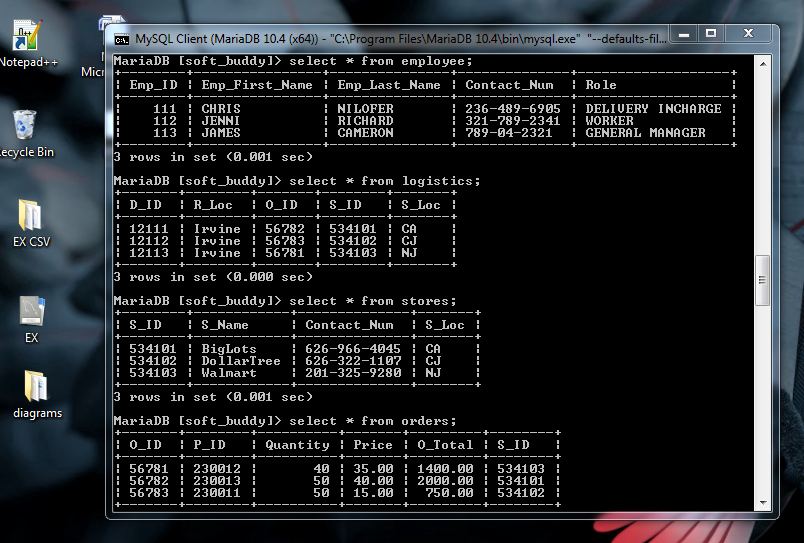 Notepad++
Micr
ecycle Bin
EX CSV
EX
diagrams
MySQL Client (MariaDB 10.4 (x64)) - "C:\Program Files\MariaDB 10.4\bin\mysql.exe" "--defaults-fil...
MariaDB [soft_buddy]> select * from employee;
| Emp_ID | Emp_First_Name | Emp_Last_Name | Contact_Num | Role |
| 111 | CHRIS | NILOFER | 236-489-6905 | DELIVERY INCHARGE |
| 112 | JENNI | RICHARD | 321-789-2341 | WORKER |
| 113 | JAMES | CAMERON | 789-04-2321 | GENERAL MANAGER |
3 rows in set (0.001 sec)
MariaDB [soft_buddy]> select * from logistics;
| D_ID | R_Loc | O_ID | S_ID | S_Loc |
| 12111 | Irvine | 56782 | 534101 | CA |
| 12112 | Irvine | 56783 | 534102 | CJ |
| 12113 | Irvine | 56781 | 534103 | NJ |
3 rows in set (0.000 sec)
MariaDB [soft_buddy]> select * from stores;
| S_ID | S_Name | Contact_Num | S_Loc |
| 534101 | BigLots | 626-966-4045 | CA |
| 534102 | DollarTree | 626-322-1107 | CJ |
| 534103 | Walmart | 201-325-9280 | NJ |
3 rows in set (0.001 sec)
MariaDB [soft_buddy]> select * from orders;
| O_ID | P_ID | Quantity | Price | O_Total | S_ID |
| 56781 | 230012 | 40 | 35.00 | 1400.00 | 534103 |
| 56782 | 230013 | 50 | 40.00 | 2000.00 | 534101 |
| 56783 | 230011 | 50 | 15.00 | 750.00 | 534102 |